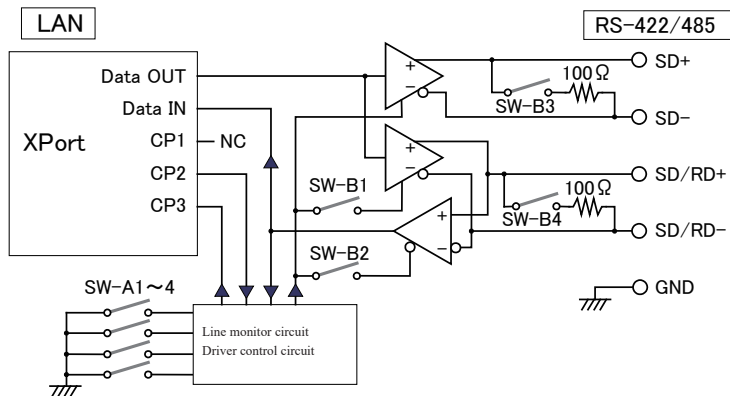 LAN
RS-422/485
Data OUT
Data IN
XPort
CP1
NC
CP2
CP3
+
−
SW-B3
100Ω
SD+
SD-
+
−
SW-B1
SW-B4
100Ω
SD/RD+
SD/RD-
+
−
SW-B2
GND
SW-A1～4
Line monitor circuit
Driver control circuit